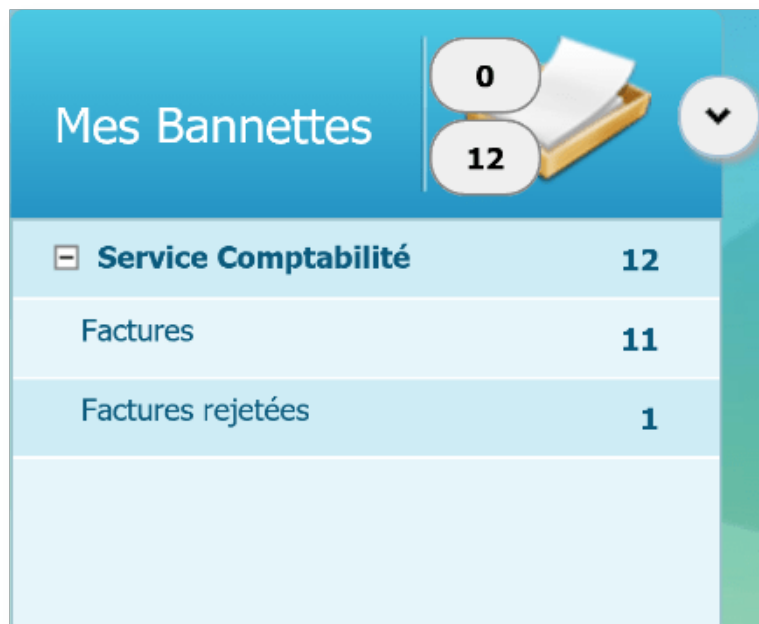 0
Mes Bannettes
12
Service Comptabilité 12
Factures 11
Factures rejetées 1